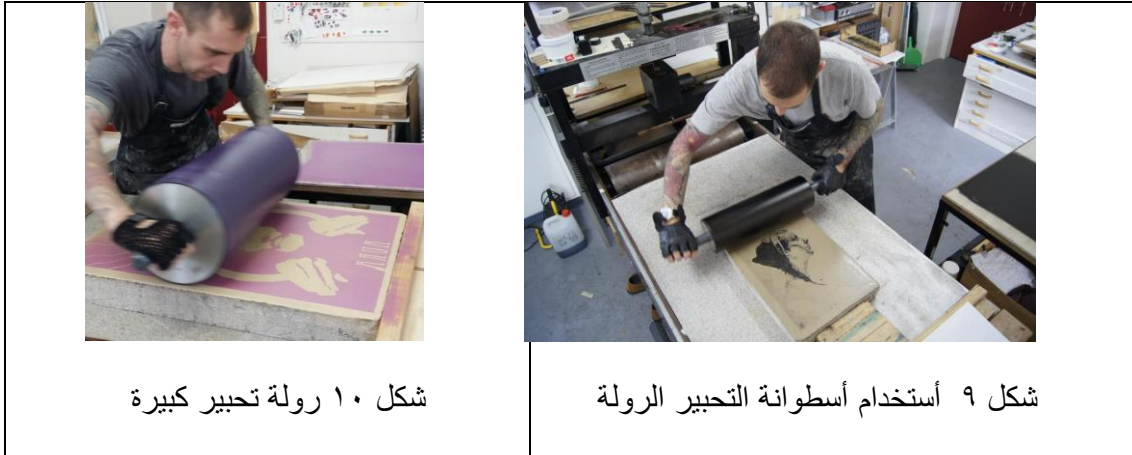 شكل ٩ أستخدام أسطوانة التحبير الرولة
شكل ١٠ رولة تحبير كبيرة